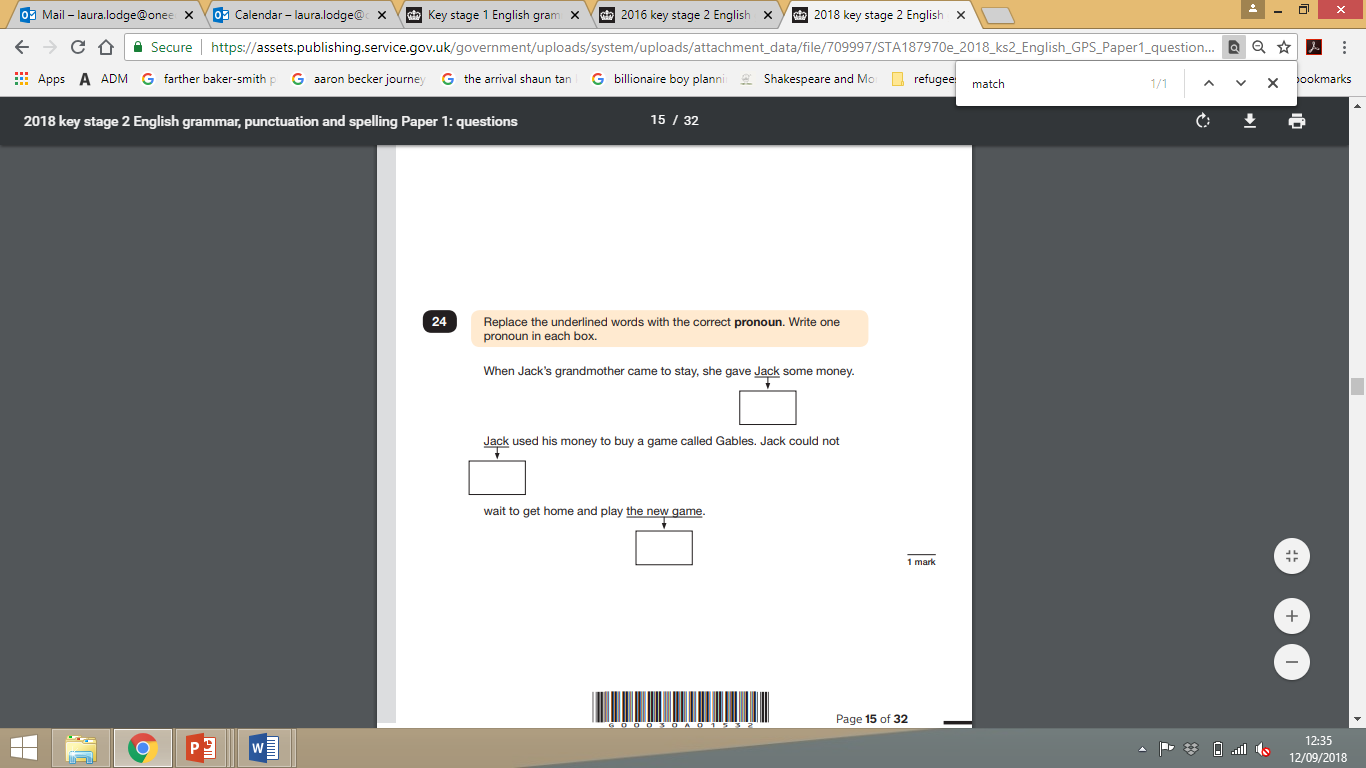 Mail – laura.lodge@onee
Calendar – laura.lodge@o
Key stage 1 English gram
2016 key stage 2 English
2018 key stage 2 English
Secure
https://assets.publishing.service.gov.uk/government/uploads/system/uploads/attachment_data/file/709997/STA187970e_2018_ks2_English_GPS_Paper1_question...
Apps
ADM
farther baker-smith p
aaron becker journey
the arrival shaun tan
billionaire boy planni
Shakespeare and Mo
refugee
bookmarks
match
1/1
2018 key stage 2 English grammar, punctuation and spelling Paper 1: questions
15 / 32
24
Replace the underlined words with the correct pronoun. Write one
pronoun in each box.
When Jack's grandmother came to stay, she gave Jack some money.
Jack used his money to buy a game called Gables. Jack could not
wait to get home and play the new game.
1 mark
G00030A01532
Page 15 of 32
12:35
12/09/2018